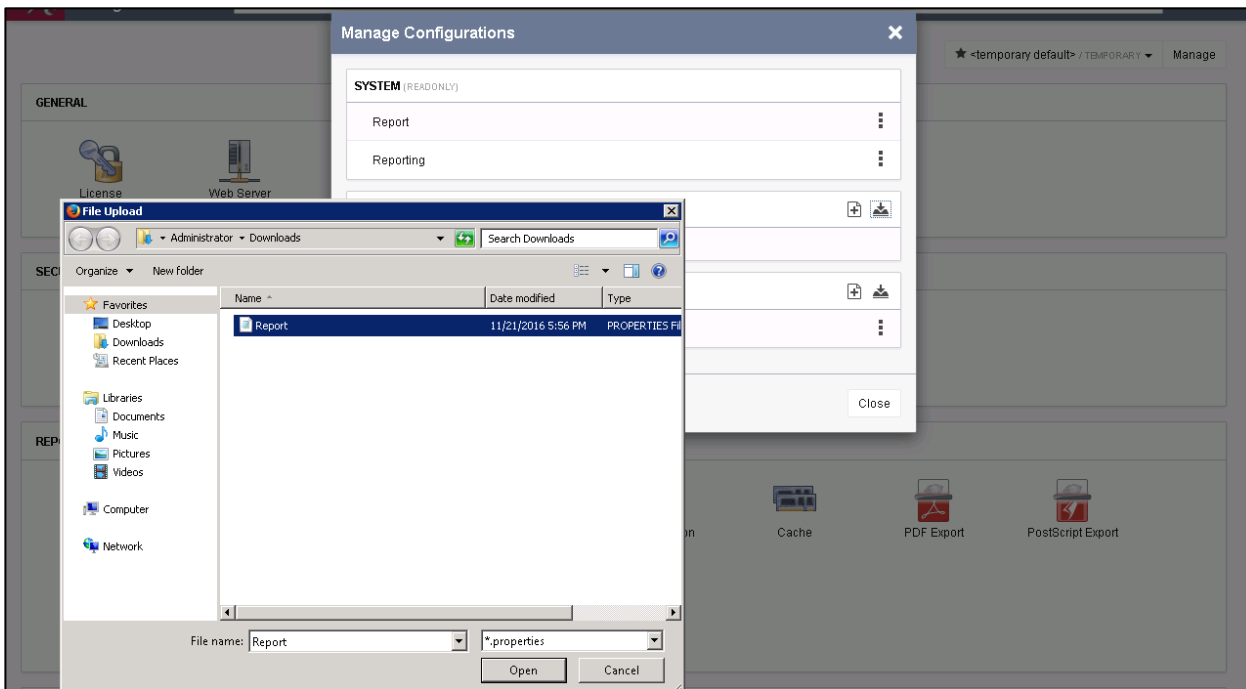 Manage Configurations
<temporary default> / TEMPORARY Manage
SYSTEM (READONLY)
GENERAL
Report
Reporting
License Web Server
File Upload
Administrator Downloads Search Downloads
Organize New folder
Name Date modified Type
Favorites
Report 11/21/2016 5:56 PM PROPERTIES
Desktop
Downloads
Recent Places
Libraries
Documents
Music
Pictures
Videos
Computer
Network
Close
Cache PDF Export PostScript Export
File name: Report *.properties
Open Cancel